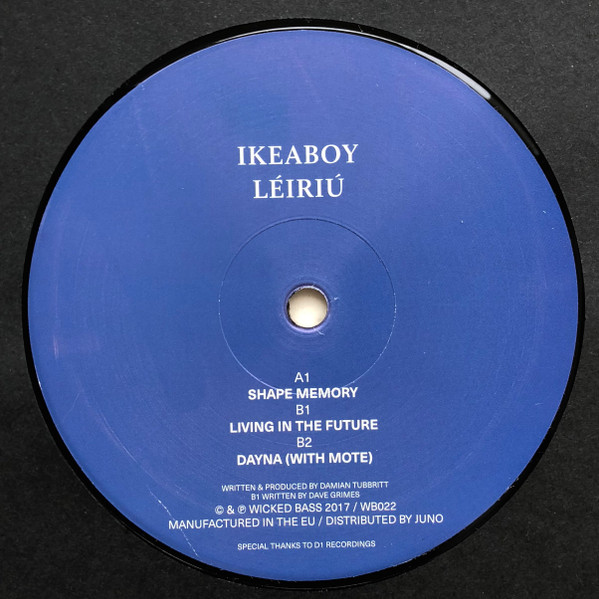 IKEABOY
LÉIRIÚ
A1
SHAPE MEMORY
B1
LIVING IN THE FUTURE
B2
DAYNA (WITH MOTE)
WRITTEN & PRODUCED BY DAMIAN TUBBRITT
B1 WRITTEN BY DAVE GRIMES
© & ℗ WICKED BASS 2017 / WB022
MANUFACTURED IN THE EU / DISTRIBUTED BY JUNO
SPECIAL THANKS TO D1 RECORDINGS